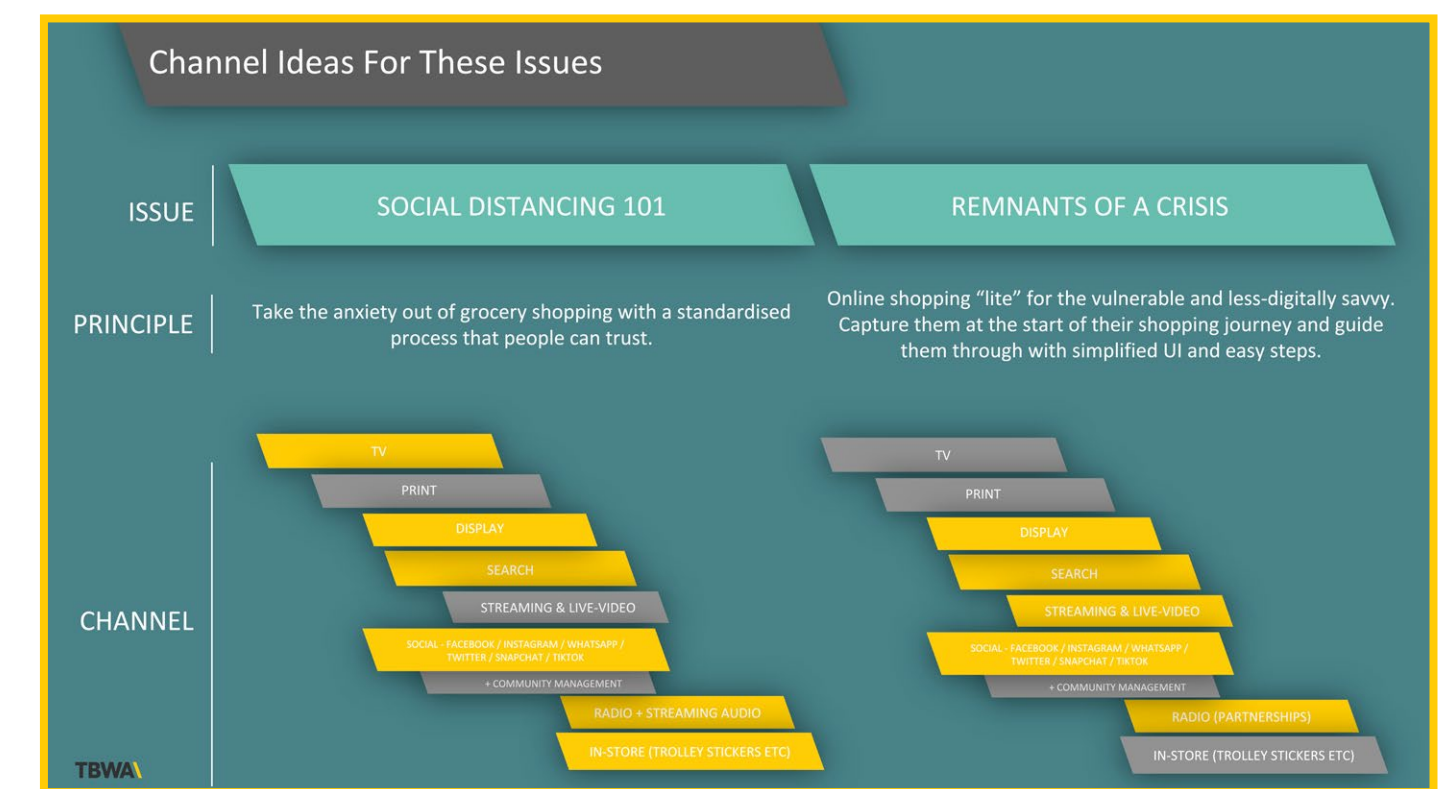 Channel Ideas For These Issues
ISSUE
SOCIAL DISTANCING 101
REMNANTS OF A CRISIS
PRINCIPLE
Take the anxiety out of grocery shopping with a standardised
process that people can trust.
Online shopping “lite” for the vulnerable and less-digitally savvy.
Capture them at the start of their shopping journey and guide
them through with simplified UI and easy steps.
CHANNEL
TV
PRINT
DISPLAY
SEARCH
STREAMING & LIVE-VIDEO
SOCIAL - FACEBOOK / INSTAGRAM / WHATSAPP /
TWITTER / SNAPCHAT / TIKTOK
+ COMMUNITY MANAGEMENT
RADIO + STREAMING AUDIO
IN-STORE (TROLLEY STICKERS ETC)
TV
PRINT
DISPLAY
SEARCH
STREAMING & LIVE-VIDEO
SOCIAL - FACEBOOK / INSTAGRAM / WHATSAPP /
TWITTER / SNAPCHAT / TIKTOK
+ COMMUNITY MANAGEMENT
RADIO (PARTNERSHIPS)
IN-STORE (TROLLEY STICKERS ETC)
TBWA\